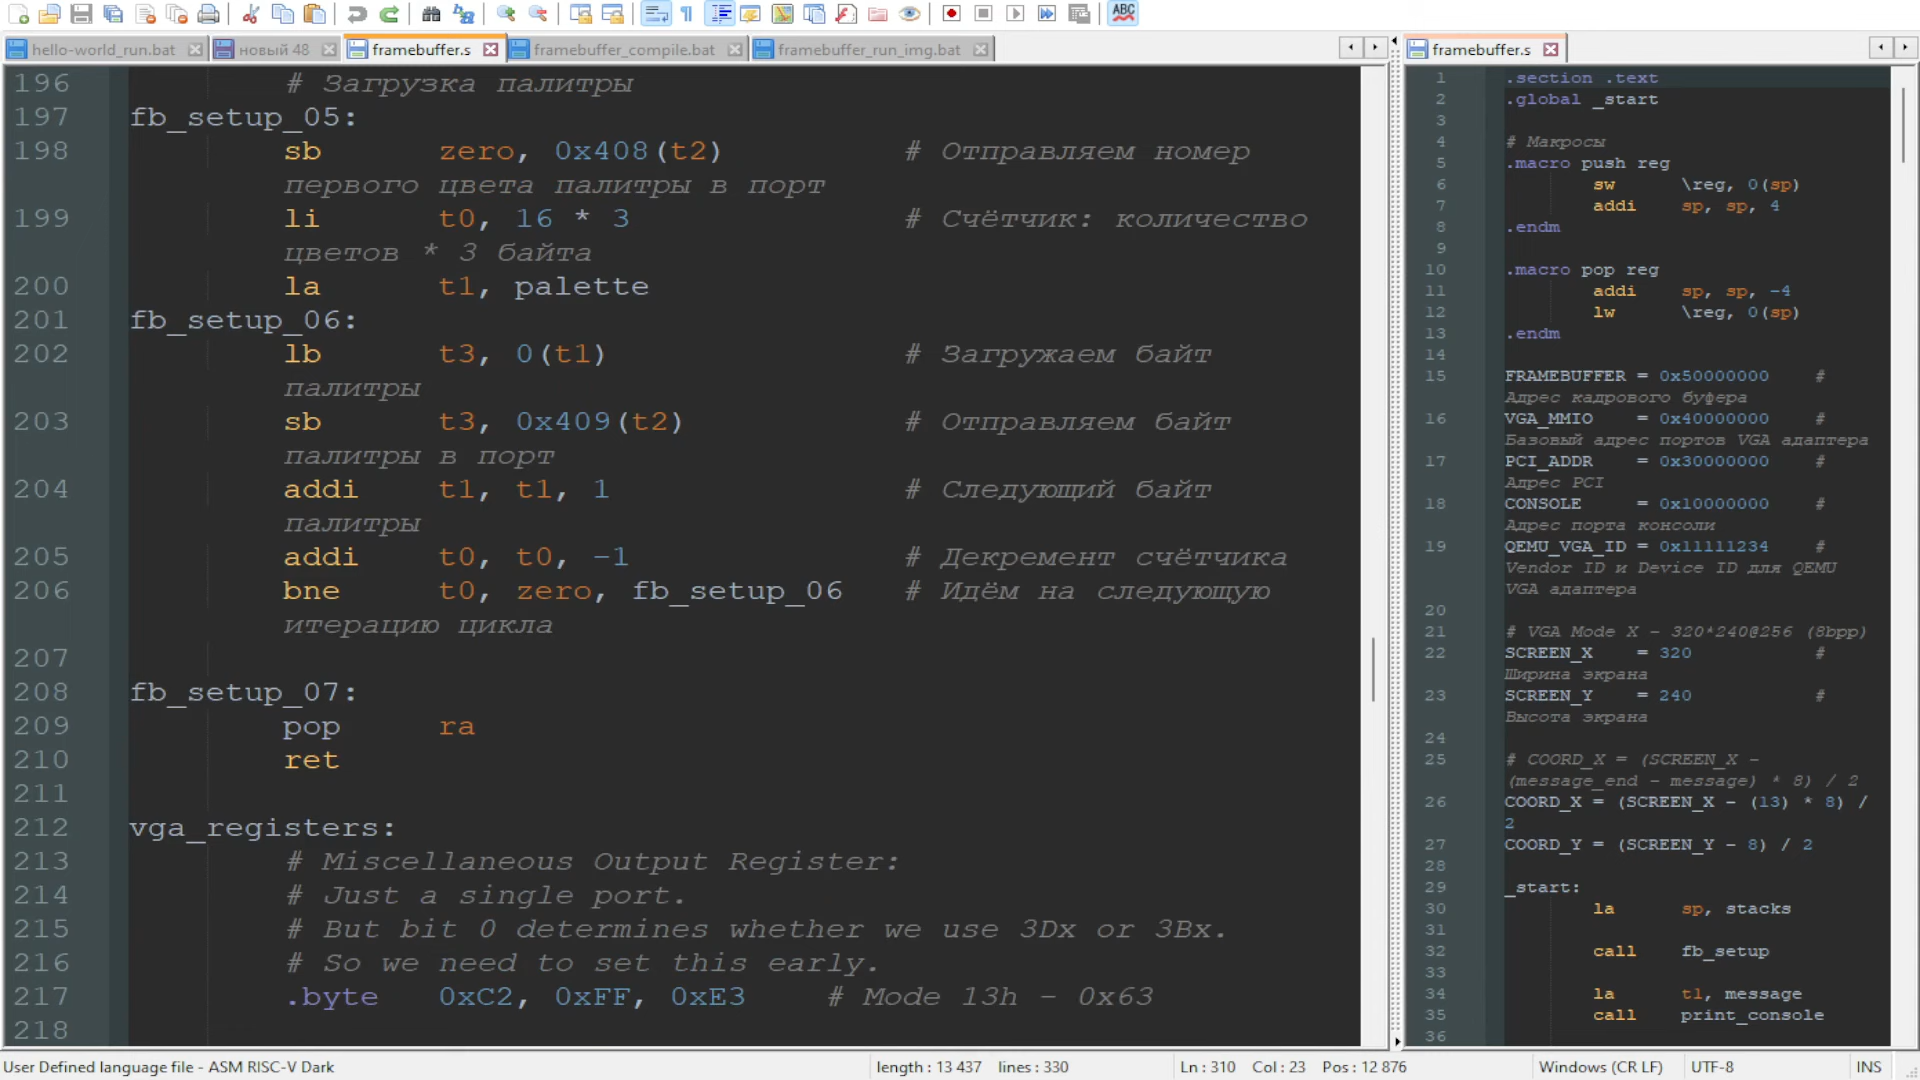 hello-world_run.bat новый 48 framebuffer.s framebuffer_compile.bat framebuffer_run_img.bat
196 # Загрузка палитры
197 fb_setup_05:
198 sb zero, 0x408(t2) # Отправляем номер
первого цвета палитры в порт
199 li t0, 16 * 3 # Счётчик: количество
цветов * 3 байта
200 la t1, palette
201 fb_setup_06:
202 lb t3, 0(t1) # Загружаем байт
палитры
203 sb t3, 0x409(t2) # Отправляем байт
палитры в порт
204 addi t1, t1, 1 # Следующий байт
палитры
205 addi t0, t0, -1 # Декремент счётчика
206 bne t0, zero, fb_setup_06 # Идём на следующую
итерацию цикла
207
208 fb_setup_07:
209 pop ra
210 ret
211
212 vga_registers:
213 # Miscellaneous Output Register:
214 # Just a single port.
215 # But bit 0 determines whether we use 3Dx or 3Bx.
216 # So we need to set this early.
217 .byte 0xC2, 0xFF, 0xE3 # Mode 13h - 0x63
218
ABC
framebuffer.s
1 .section .text
2 .global _start
3
4 # Макросы
5 .macro push reg
6 sw \reg, 0(sp)
7 addi sp, sp, 4
8 .endm
9
10 .macro pop reg
11 addi sp, sp, -4
12 lw \reg, 0(sp)
13 .endm
14
15 FRAMEBUFFER = 0x50000000 #
Адрес кадрового буфера
16 VGA_MMIO = 0x40000000 #
Базовый адрес портов VGA адаптера
17 PCI_ADDR = 0x30000000 #
Адрес PCI
18 CONSOLE = 0x10000000 #
Адрес порта консоли
19 QEMU_VGA_ID = 0x11111234 #
Vendor ID и Device ID для QEMU
VGA адаптера
20
21 # VGA Mode X - 320*240@256 (8bpp)
22 SCREEN_X = 320 #
Ширина экрана
23 SCREEN_Y = 240 #
Высота экрана
24
25 # COORD_X = (SCREEN_X -
(message_end - message) * 8) / 2
26 COORD_X = (SCREEN_X - (13) * 8) /
2
27 COORD_Y = (SCREEN_Y - 8) / 2
28
29 _start:
30 la sp, stacks
31
32 call fb_setup
33
34 la t1, message
35 call print_console
36
User Defined language file - ASM RISC-V Dark length : 13 437 lines : 330 Ln : 310 Col : 23 Pos : 12 876 Windows (CR LF) UTF-8 INS